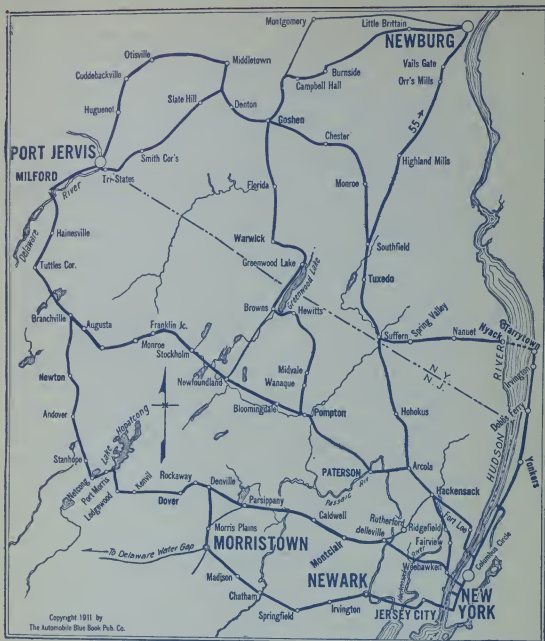 Montgomery
Little Brittain
NEWBURG
Otisville
Middletown
Vails Gate
Burnside
Orr's Mills
Cuddebackville
Campbell Hall
Slate Hill
Denton
55
Huguenot
Goshen
Chester
PORT JERVIS
Smith Cor's
Highland Mills
MILFORD
Tri-States
Florida
Monroe
River
Delaware
Hainesville
Warwick
Southfield
Tuttles Cor.
Greenwood Lake
Greenwood Lake
Tuxedo
Branchville
Augusta
Franklin Jc.
Browns
Hewitts
Spring Valley
Monroe
Stockholm
Suffern
Nanuet
Nyack
Tarrytown
N.Y.
N.J.
RIVER
Irvington
Newton
Newfoundland
Midvale
Wanaque
Dobbs Ferry
Andover
Bloomingdale
Pompton
Hohokus
HUDSON
Yonkers
Stanhope
Lake Hopatcong
Netcong
Port Morris
Ledgewood
Kenvil
Rockaway
Denville
PATERSON
Arcola
Passaic Riv
Hackensack
Dover
Parsippany
Caldwell
Rutherford
Ridgefield
Fort Lee
Morris Plains
delleville
Fairview
To Delaware Water Gap
MORRISTOWN
Montclair
Weehawken
Columbus Circle
Madison
NEWARK
NEW YORK
Chatham
Irvington
JERSEY CITY
Springfield
Copyright 1911 by
The Automobile Blue Book Pub. Co.